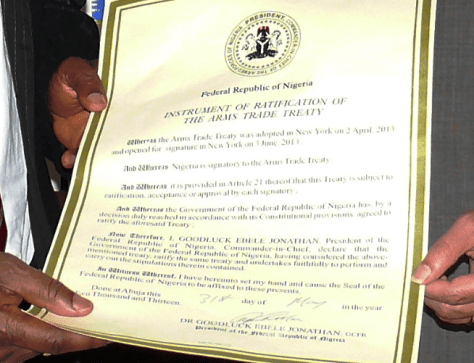 Federal Republic of Nigeria
INSTRUMENT OF RATIFICATION OF
THE ARMS TRADE TREATY
Whereas the Arms Trade Treaty was adopted in New York on 2 April, 2013
and opened for signature in New York on 3 June, 2013.
And Whereas Nigeria is signatory to the Arms Trade Treaty
And Whereas it is provided in Article 21 thereof that this Treaty is subject to
ratification, acceptance or approval by each signatory;
And Whereas the Government of the Federal Republic of Nigeria has by a
decision duly reached in accordance with its Constitutional provisions, agreed to
ratify the aforesaid Treaty;
Now Therefore, I, GOODLUCK EBELE JONATHAN, President of the
Federal Republic of Nigeria, Commander-in-Chief, declare that the
Government of the Federal Republic of Nigeria, having considered the above-
mentioned treaty, ratify the same treaty and undertakes faithfully to perform and
carry out the stipulations therein contained.
In Witness Whereof, I have hereunto set my hand and cause the Seal of the
Federal Republic of Nigeria to be affixed to these presents.
Done at Abuja this 31st day of May in the year
Two Thousand and Thirteen.
DR GOODLUCK EBELE JONATHAN, GCFR
President of the Federal Republic of Nigeria